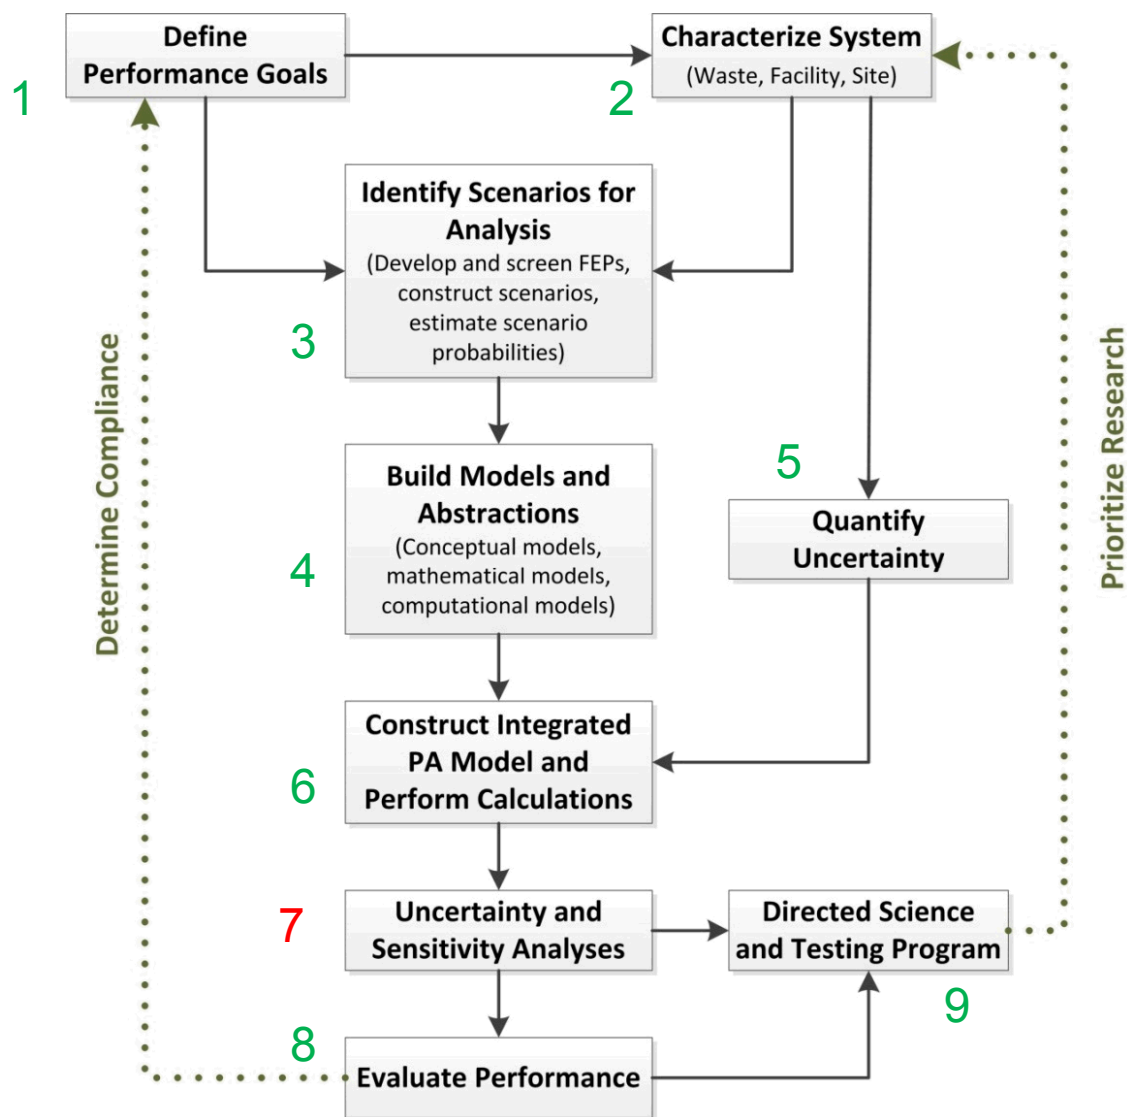 Define
Performance Goals
1
Characterize System
(Waste, Facility, Site)
2
Identify Scenarios for
Analysis
(Develop and screen FEPs,
construct scenarios,
estimate scenario
probabilities)
3
Build Models and
Abstractions
(Conceptual models,
mathematical models,
computational models)
4
5
Quantify
Uncertainty
Construct Integrated
PA Model and
Perform Calculations
6
7
Uncertainty and
Sensitivity Analyses
Directed Science
and Testing Program
9
8
Evaluate Performance
Determine Compliance
Prioritize Research